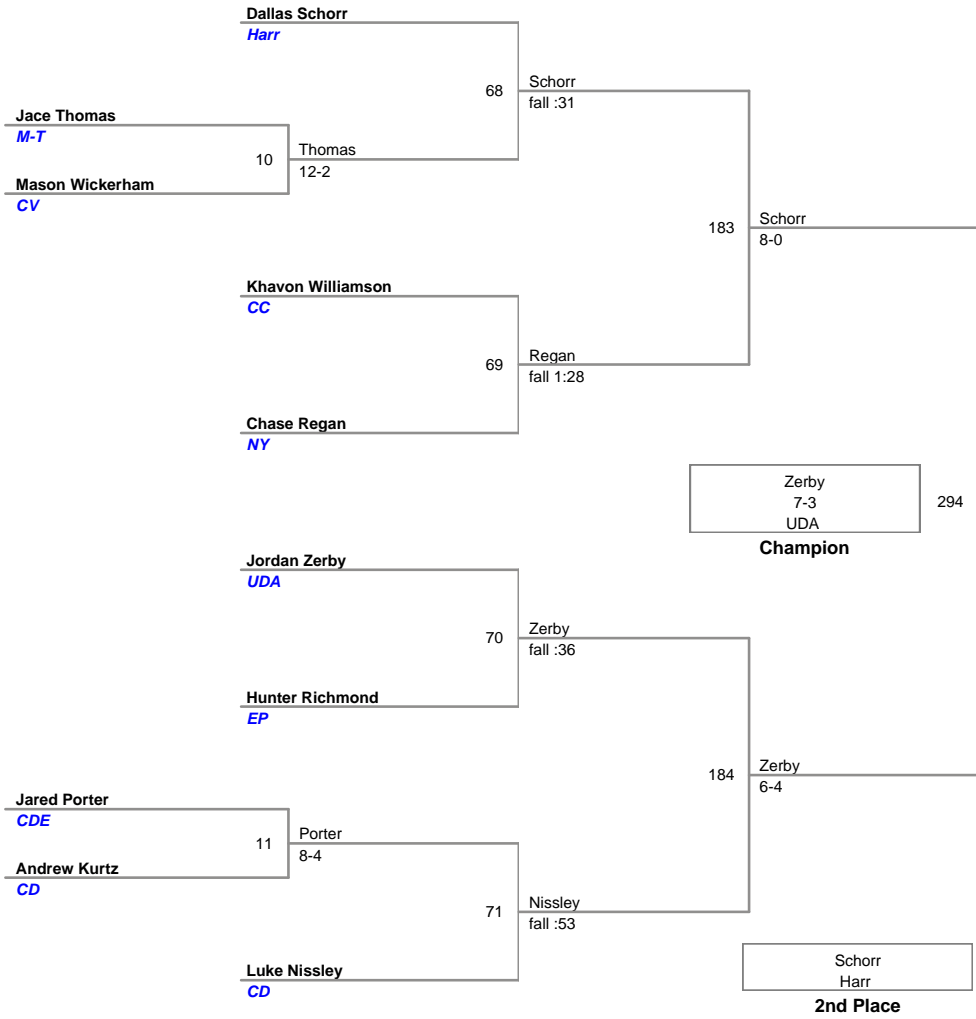 Dallas Schorr
Harr
68
Schorr
fall :31
Jace Thomas
M-T
10
Thomas
12-2
Mason Wickerham
CV
183
Schorr
8-0
Khavon Williamson
CC
69
Regan
fall 1:28
Chase Regan
NY
Zerby
7-3
UDA
294
Champion
Jordan Zerby
UDA
70
Zerby
fall :36
Hunter Richmond
EP
184
Zerby
6-4
Jared Porter
CDE
11
Porter
8-4
Andrew Kurtz
CD
71
Nissley
fall :53
Luke Nissley
CD
Schorr
Harr
2nd Place